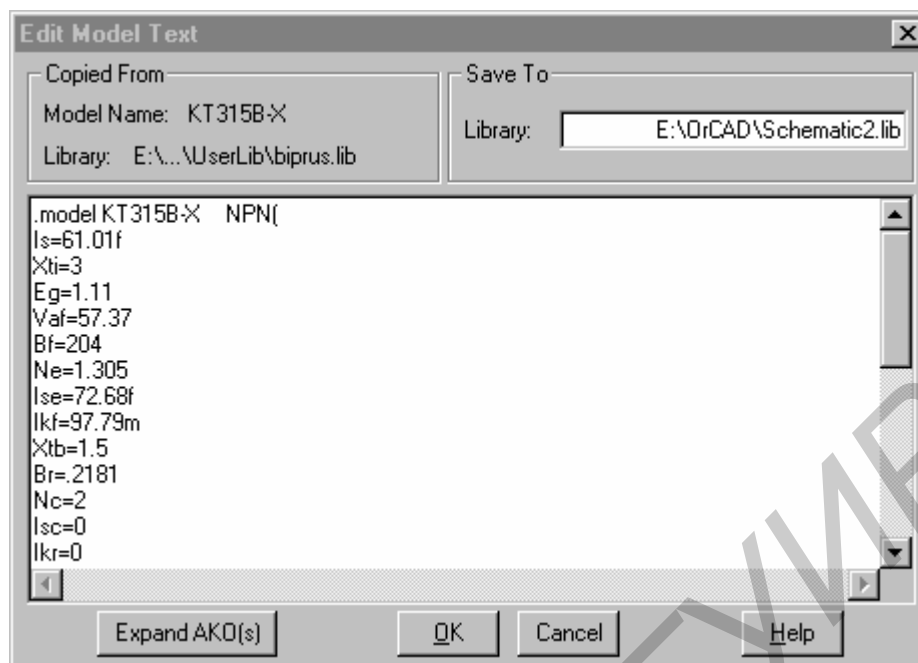 Edit Model Text
Copied From
Model Name: KT315B-X
Library: E:\...\UserLib\biprus.lib
Save To
Library: E:\OrCAD\Schematic2.lib
.model KT315B-X NPN(
Is=61.01f
Xti=3
Eg=1.11
Vaf=57.37
Bf=204
Ne=1.305
Ise=72.68f
Ikf=97.79m
Xtb=1.5
Br=.2181
Nc=2
Isc=0
Ikr=0
Expand AKO(s)
OK
Cancel
Help